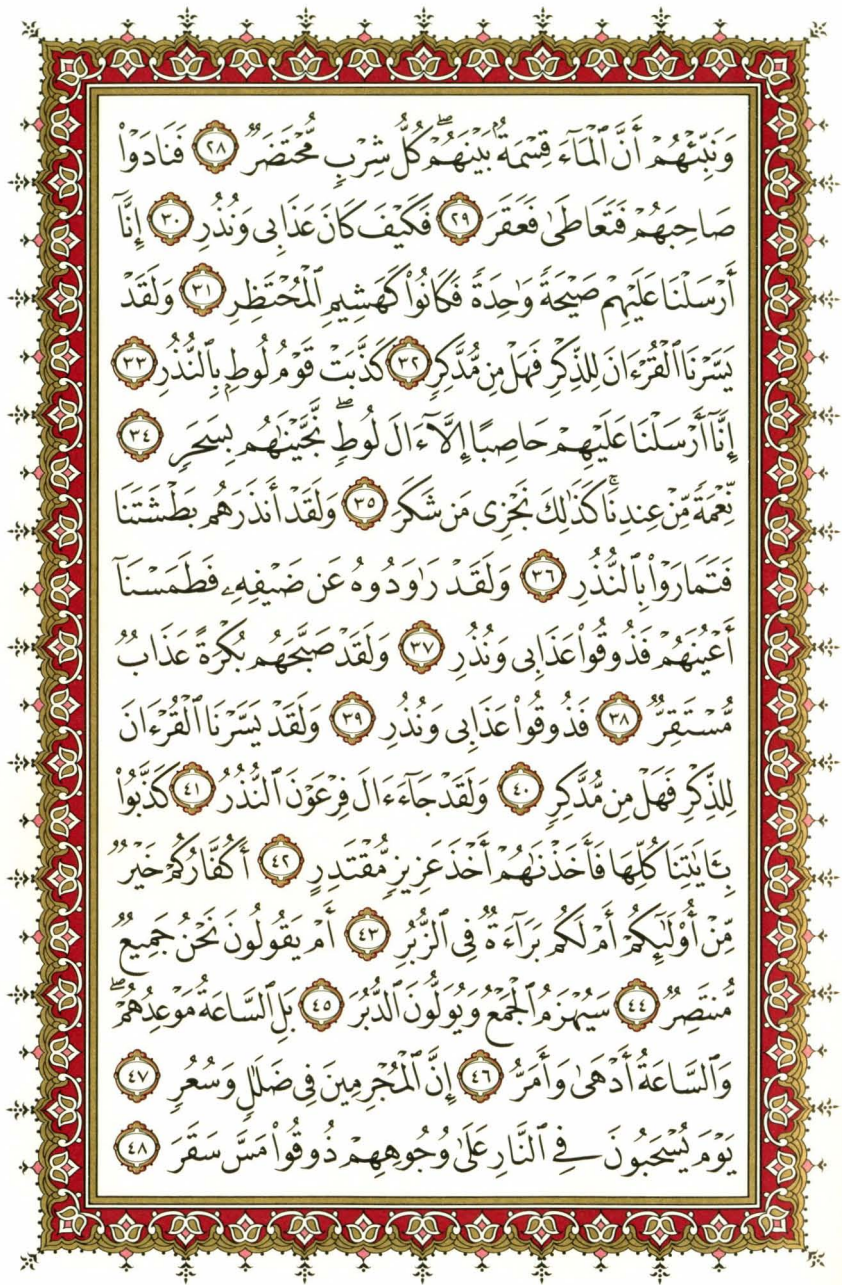 وَنَبِّئْهُمْ أَنَّ ٱلْمَآءَ قِسْمَةٌۢ بَيْنَهُمْۖ كُلُّ شِرْبٍ مُّحْتَضَرٌ ٢٨ فَنَادَوْا۟
صَاحِبَهُمْ فَتَعَاطَىٰ فَعَقَرَ ٢٩ فَكَيْفَ كَانَ عَذَابِى وَنُذُرِ ٣٠ إِنَّآ
أَرْسَلْنَا عَلَيْهِمْ صَيْحَةً وَٰحِدَةً فَكَانُوا۟ كَهَشِيمِ ٱلْمُحْتَظِرِ ٣١ وَلَقَدْ
يَسَّرْنَا ٱلْقُرْءَانَ لِلذِّكْرِ فَهَلْ مِن مُّدَّكِرٍ ٣٢ كَذَّبَتْ قَوْمُ لُوطٍۭ بِٱلنُّذُرِ ٣٣
إِنَّآ أَرْسَلْنَا عَلَيْهِمْ حَاصِبًا إِلَّآ ءَالَ لُوطٍۖ نَّجَّيْنَٰهُم بِسَحَرٍ ٣٤
نِّعْمَةً مِّنْ عِندِنَاۚ كَذَٰلِكَ نَجْزِى مَن شَكَرَ ٣٥ وَلَقَدْ أَنذَرَهُم بَطْشَتَنَا
فَتَمَارَوْا۟ بِٱلنُّذُرِ ٣٦ وَلَقَدْ رَٰوَدُوهُ عَن ضَيْفِهِۦ فَطَمَسْنَآ
أَعْيُنَهُمْ فَذُوقُوا۟ عَذَابِى وَنُذُرِ ٣٧ وَلَقَدْ صَبَّحَهُم بُكْرَةً عَذَابٌ
مُّسْتَقِرٌّ ٣٨ فَذُوقُوا۟ عَذَابِى وَنُذُرِ ٣٩ وَلَقَدْ يَسَّرْنَا ٱلْقُرْءَانَ
لِلذِّكْرِ فَهَلْ مِن مُّدَّكِرٍ ٤٠ وَلَقَدْ جَآءَ ءَالَ فِرْعَوْنَ ٱلنُّذُرُ ٤١ كَذَّبُوا۟
بِـَٔايَٰتِنَا كُلِّهَا فَأَخَذْنَٰهُمْ أَخْذَ عَزِيزٍ مُّقْتَدِرٍ ٤٢ أَكُفَّارُكُمْ خَيْرٌ
مِّنْ أُو۟لَٰٓئِكُمْ أَمْ لَكُم بَرَآءَةٌ فِى ٱلزُّبُرِ ٤٣ أَمْ يَقُولُونَ نَحْنُ جَمِيعٌ
مُّنتَصِرٌ ٤٤ سَيُهْزَمُ ٱلْجَمْعُ وَيُوَلُّونَ ٱلدُّبُرَ ٤٥ بَلِ ٱلسَّاعَةُ مَوْعِدُهُمْۖ
وَٱلسَّاعَةُ أَدْهَىٰ وَأَمَرُّ ٤٦ إِنَّ ٱلْمُجْرِمِينَ فِى ضَلَٰلٍ وَسُعُرٍ ٤٧
يَوْمَ يُسْحَبُونَ فِى ٱلنَّارِ عَلَىٰ وُجُوهِهِمْ ذُوقُوا۟ مَسَّ سَقَرَ ٤٨